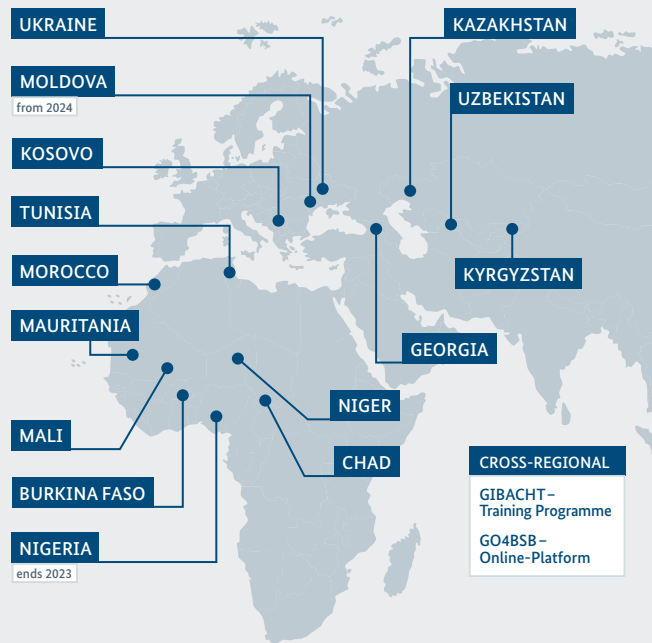 UKRAINE
MOLDOVA
from 2024
KOSOVO
TUNISIA
MOROCCO
MAURITANIA
MALI
BURKINA FASO
NIGERIA
ends 2023
KAZAKHSTAN
UZBEKISTAN
KYRGYZSTAN
GEORGIA
NIGER
CHAD
CROSS-REGIONAL
GIBACHT –
Training Programme
GO4BSB –
Online-Platform